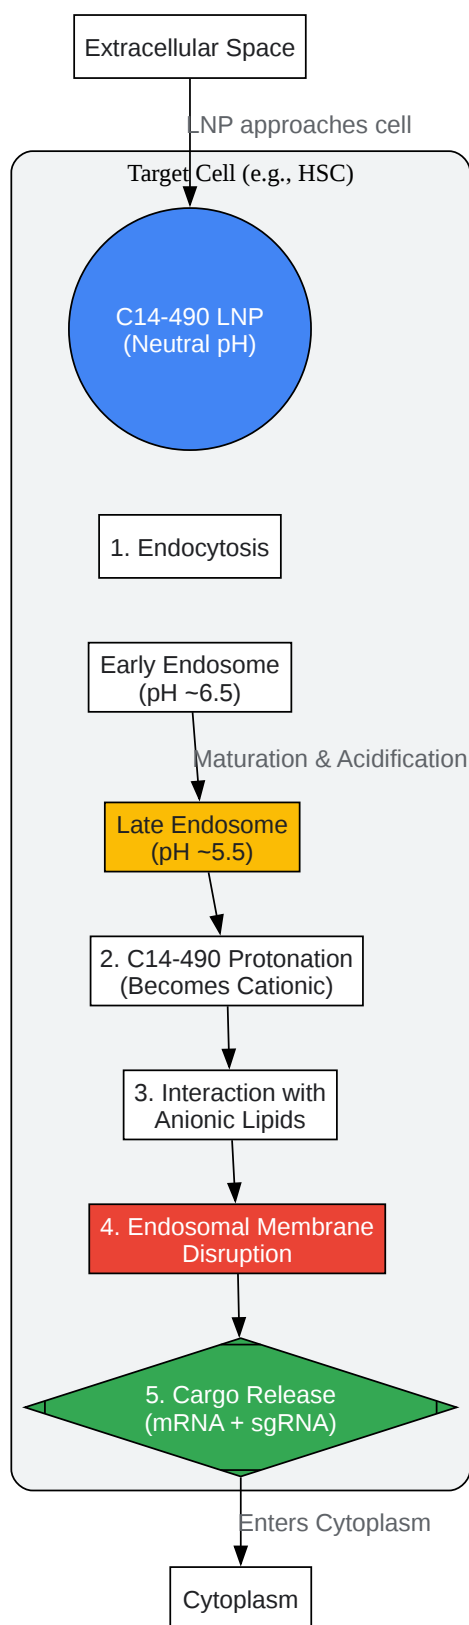 Extracellular Space
LNP approaches cell
Target Cell (e.g., HSC)
C14-490 LNP
(Neutral pH)
1. Endocytosis
Early Endosome
(pH ~6.5)
Maturation & Acidification
Late Endosome
(pH ~5.5)
2. C14-490 Protonation
(Becomes Cationic)
3. Interaction with
Anionic Lipids
4. Endosomal Membrane
Disruption
5. Cargo Release
(mRNA + sgRNA)
Enters Cytoplasm
Cytoplasm